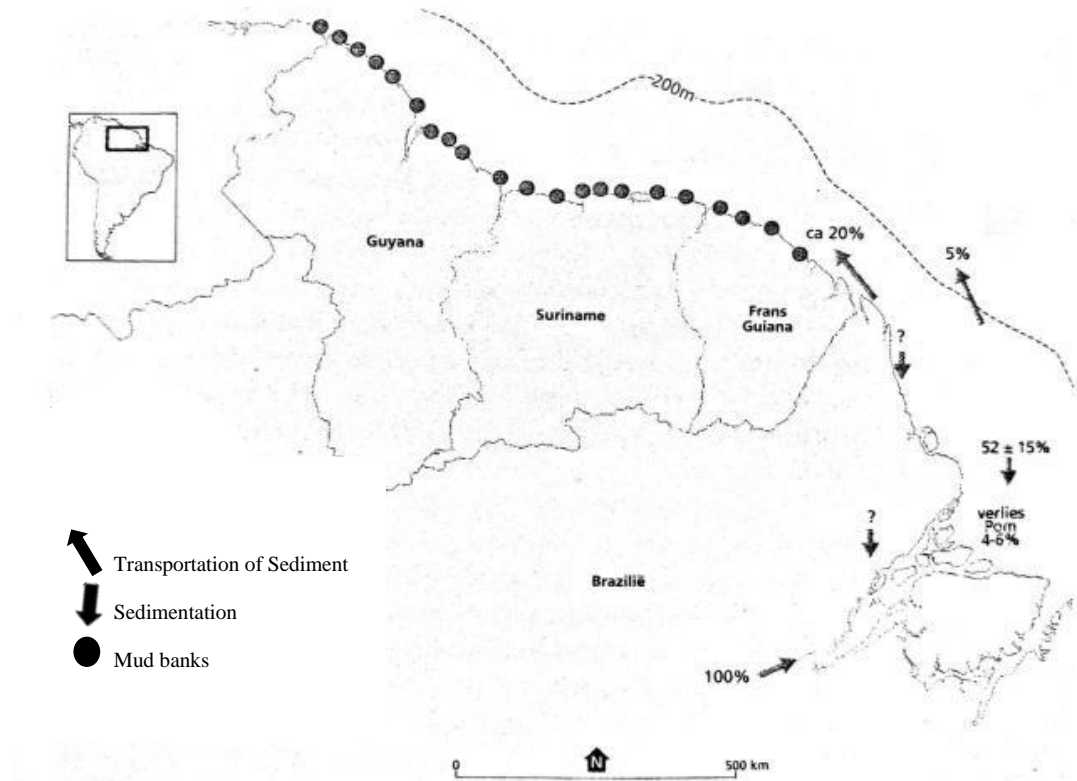 200m
ca 20%
5%
Guyana
Suriname
Frans
Guiana
?
52 ± 15%
?
verlies
Pom
4-6%
Brazilië
100%
Transportation of Sediment
Sedimentation
Mud banks
N
0
500 km